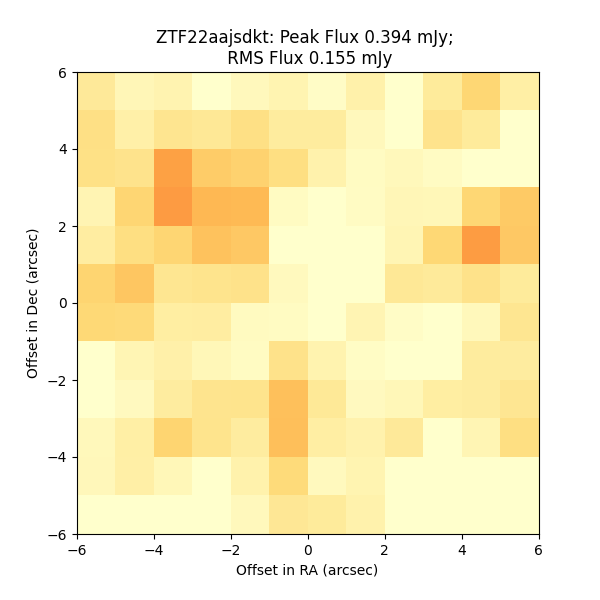 ZTF22aajsdkt: Peak Flux 0.394 mJy;
RMS Flux 0.155 mJy
6
4
2
0
−2
−4
−6
Offset in Dec (arcsec)
−6 −4 −2 0 2 4 6
Offset in RA (arcsec)